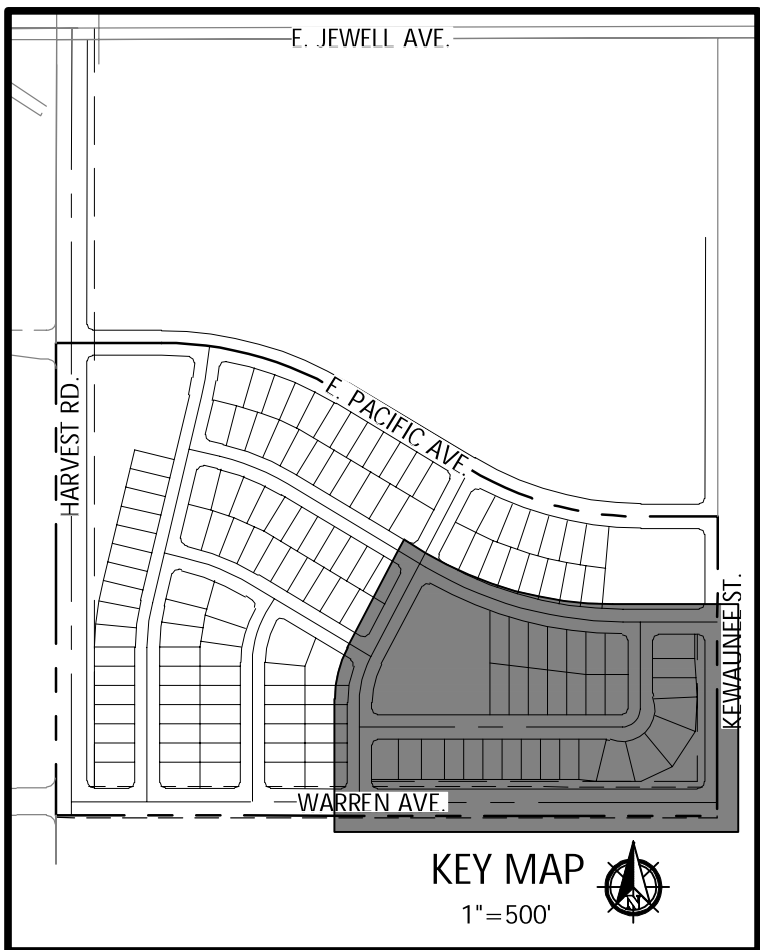 E. JEWELL AVE.
E. PACIFIC AVE.
HARVEST RD.
KEWAUNEE ST.
WARREN AVE.
KEY MAP
N
1"=500'